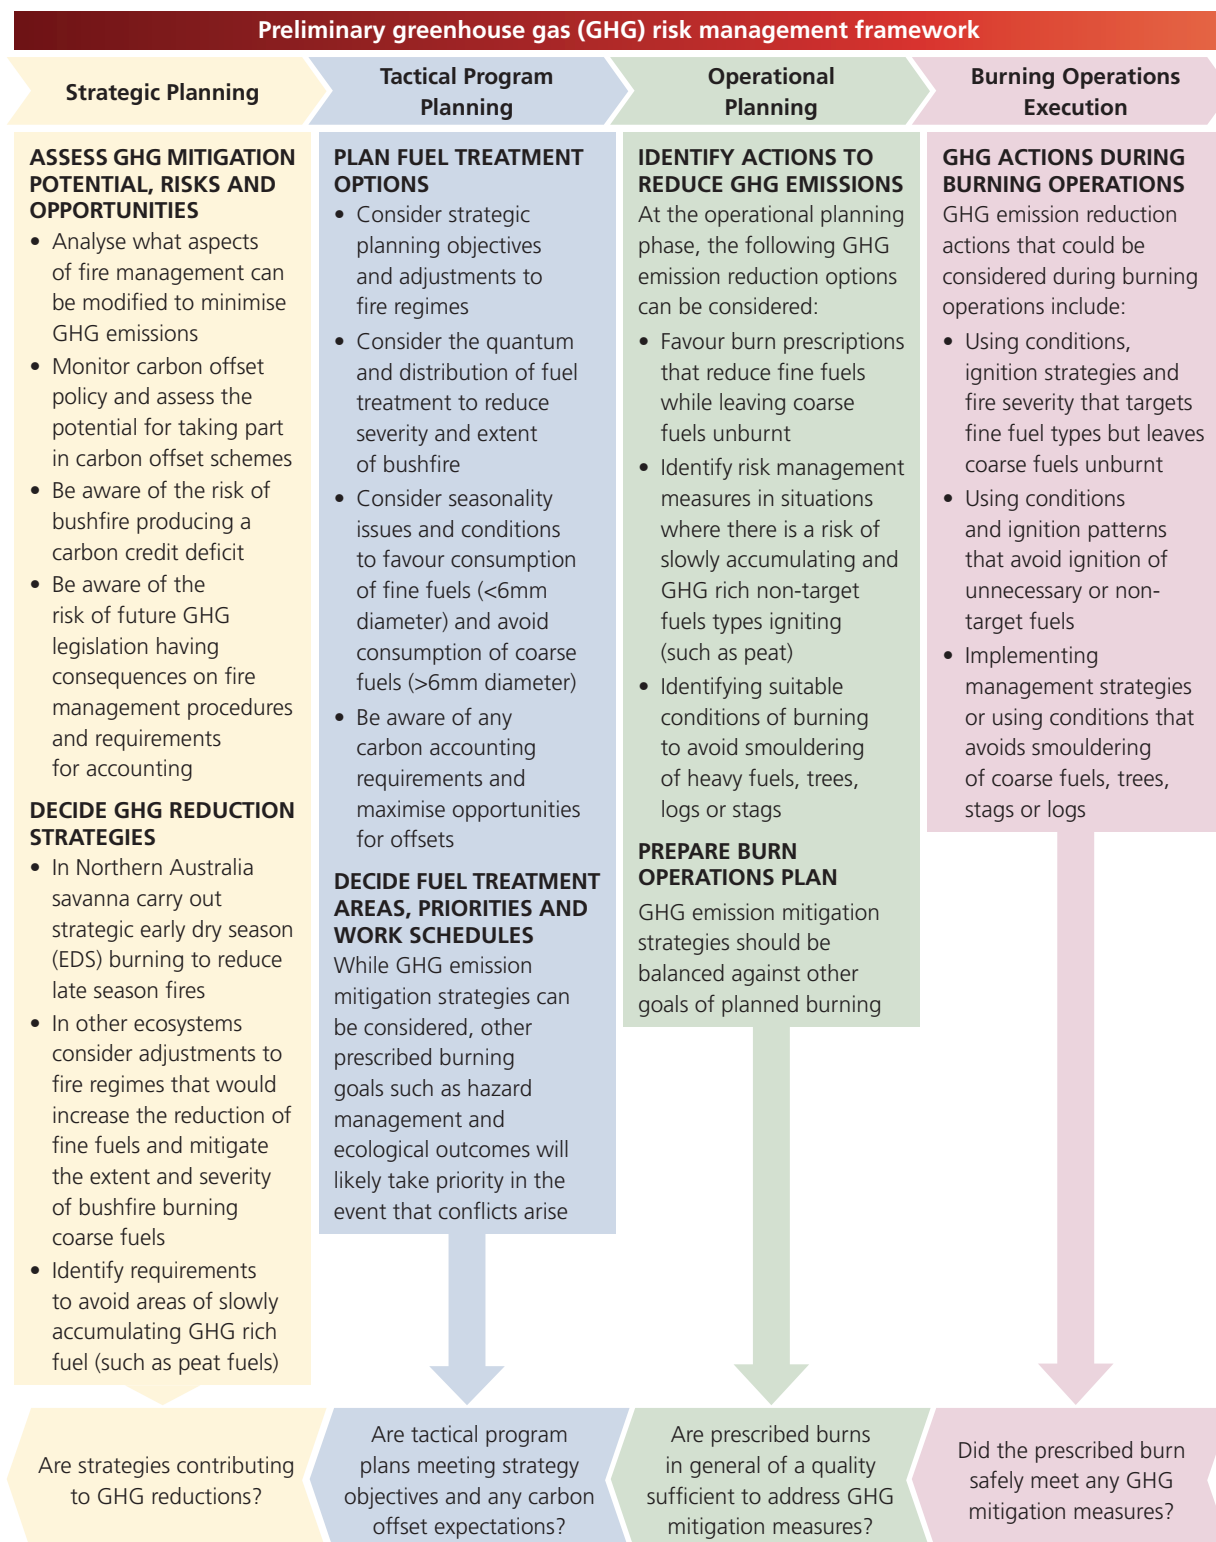 Preliminary greenhouse gas (GHG) risk management framework
Strategic Planning
Tactical Program
Planning
Operational
Planning
Burning Operations
Execution
ASSESS GHG MITIGATION
POTENTIAL, RISKS AND
OPPORTUNITIES
• Analyse what aspects
of fire management can
be modified to minimise
GHG emissions
• Monitor carbon offset
policy and assess the
potential for taking part
in carbon offset schemes
• Be aware of the risk of
bushfire producing a
carbon credit deficit
• Be aware of the
risk of future GHG
legislation having
consequences on fire
management procedures
and requirements
for accounting
DECIDE GHG REDUCTION
STRATEGIES
• In Northern Australia
savanna carry out
strategic early dry season
(EDS) burning to reduce
late season fires
• In other ecosystems
consider adjustments to
fire regimes that would
increase the reduction of
fine fuels and mitigate
the extent and severity
of bushfire burning
coarse fuels
• Identify requirements
to avoid areas of slowly
accumulating GHG rich
fuel (such as peat fuels)
PLAN FUEL TREATMENT
OPTIONS
• Consider strategic
planning objectives
and adjustments to
fire regimes
• Consider the quantum
and distribution of fuel
treatment to reduce
severity and extent
of bushfire
• Consider seasonality
issues and conditions
to favour consumption
of fine fuels (<6mm
diameter) and avoid
consumption of coarse
fuels (>6mm diameter)
• Be aware of any
carbon accounting
requirements and
maximise opportunities
for offsets
DECIDE FUEL TREATMENT
AREAS, PRIORITIES AND
WORK SCHEDULES
While GHG emission
mitigation strategies can
be considered, other
prescribed burning
goals such as hazard
management and
ecological outcomes will
likely take priority in the
event that conflicts arise
IDENTIFY ACTIONS TO
REDUCE GHG EMISSIONS
At the operational planning
phase, the following GHG
emission reduction options
can be considered:
• Favour burn prescriptions
that reduce fine fuels
while leaving coarse
fuels unburnt
• Identify risk management
measures in situations
where there is a risk of
slowly accumulating and
GHG rich non-target
fuels types igniting
(such as peat)
• Identifying suitable
conditions of burning
to avoid smouldering
of heavy fuels, trees,
logs or stags
PREPARE BURN
OPERATIONS PLAN
GHG emission mitigation
strategies should be
balanced against other
goals of planned burning
GHG ACTIONS DURING
BURNING OPERATIONS
GHG emission reduction
actions that could be
considered during burning
operations include:
• Using conditions,
ignition strategies and
fire severity that targets
fine fuel types but leaves
coarse fuels unburnt
• Using conditions
and ignition patterns
that avoid ignition of
unnecessary or non-
target fuels
• Implementing
management strategies
or using conditions that
avoids smouldering
of coarse fuels, trees,
stags or logs
Are strategies contributing
to GHG reductions?
Are tactical program
plans meeting strategy
objectives and any carbon
offset expectations?
Are prescribed burns
in general of a quality
sufficient to address GHG
mitigation measures?
Did the prescribed burn
safely meet any GHG
mitigation measures?